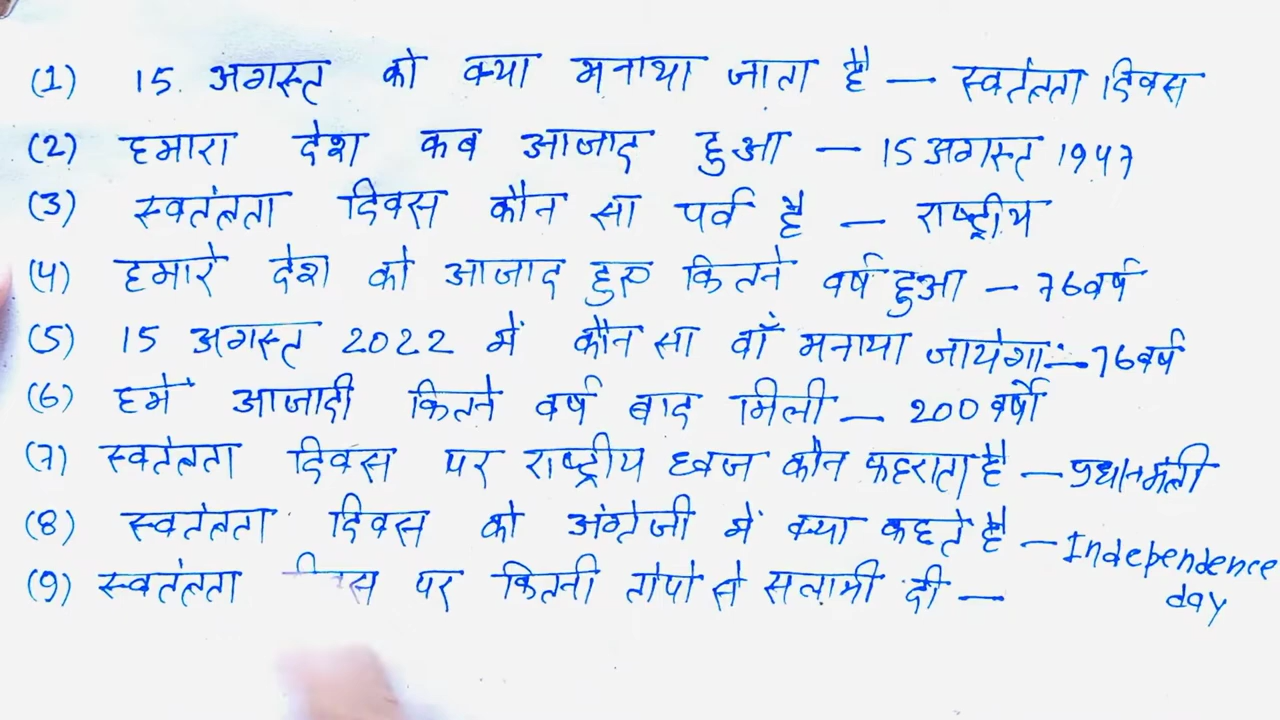 (1) 15 अगस्त को क्या मनाया जाता है – स्वतंत्रता दिवस
(2) हमारा देश कब आजाद हुआ – 15 अगस्त 1947
(3) स्वतंत्रता दिवस कौन सा पर्व है – राष्ट्रीय
(4) हमारे देश को आजाद हुए कितने वर्ष हुआ – 76 वर्ष
(5) 15 अगस्त 2022 में कौन सा वाँ मनाया जायेगा:– 76 वर्ष
(6) हमें आजादी कितने वर्ष बाद मिली – 200 वर्षो
(7) स्वतंत्रता दिवस पर राष्ट्रीय ध्वज कौन फहराता है – प्रधानमंत्री
(8) स्वतंत्रता दिवस को अंग्रेजी में क्या कहते है – Independence day
(9) स्वतंत्रता दिवस पर कितनी तोपो से सलामी दी –